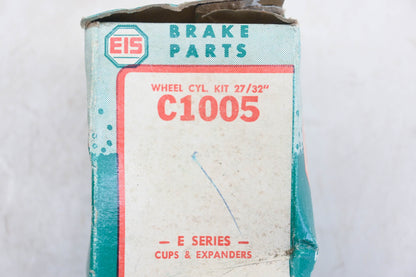 EIS
BRAKE
PARTS
WHEEL CYL. KIT 27/32"
C1005
- E SERIES -
CUPS & EXPANDERS